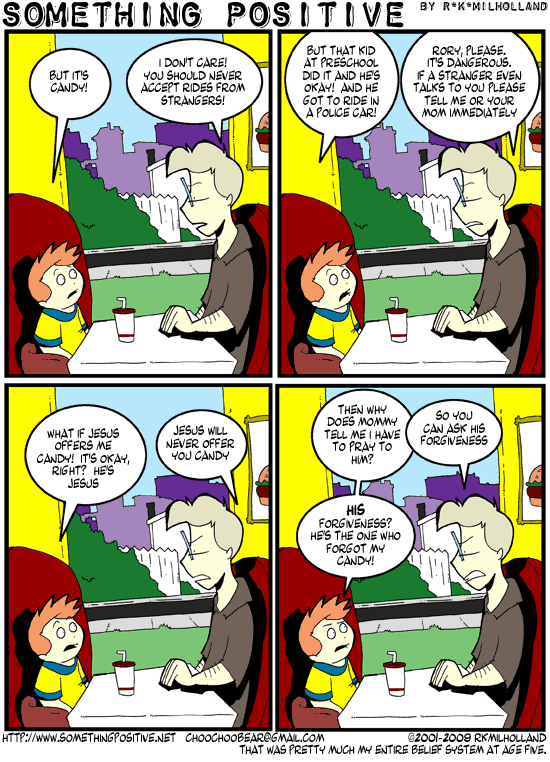 SOMETHING POSITIVE BY R*K*MILHOLLAND
BUT IT'S
CANDY!
I DON'T CARE!
YOU SHOULD NEVER
ACCEPT RIDES FROM
STRANGERS!
BUT THAT KID
AT PRESCHOOL
DID IT AND HE'S
OKAY! AND HE
GOT TO RIDE IN
A POLICE CAR!
RORY, PLEASE.
IT'S DANGEROUS.
IF A STRANGER EVEN
TALKS TO YOU PLEASE
TELL ME OR YOUR
MOM IMMEDIATELY
WHAT IF JESUS
OFFERS ME
CANDY! IT'S OKAY,
RIGHT? HE'S
JESUS
JESUS WILL
NEVER OFFER
YOU CANDY
THEN WHY
DOES MOMMY
TELL ME I HAVE
TO PRAY TO
HIM?
SO YOU
CAN ASK HIS
FORGIVENESS
HIS
FORGIVENESS?
HE'S THE ONE WHO
FORGOT MY
CANDY!
HTTP://WWW.SOMETHINGPOSITIVE.NET CHOOCHOOBEAR@GMAIL.COM ©2001-2009 RKMILHOLLAND
THAT WAS PRETTY MUCH MY ENTIRE BELIEF SYSTEM AT AGE FIVE.